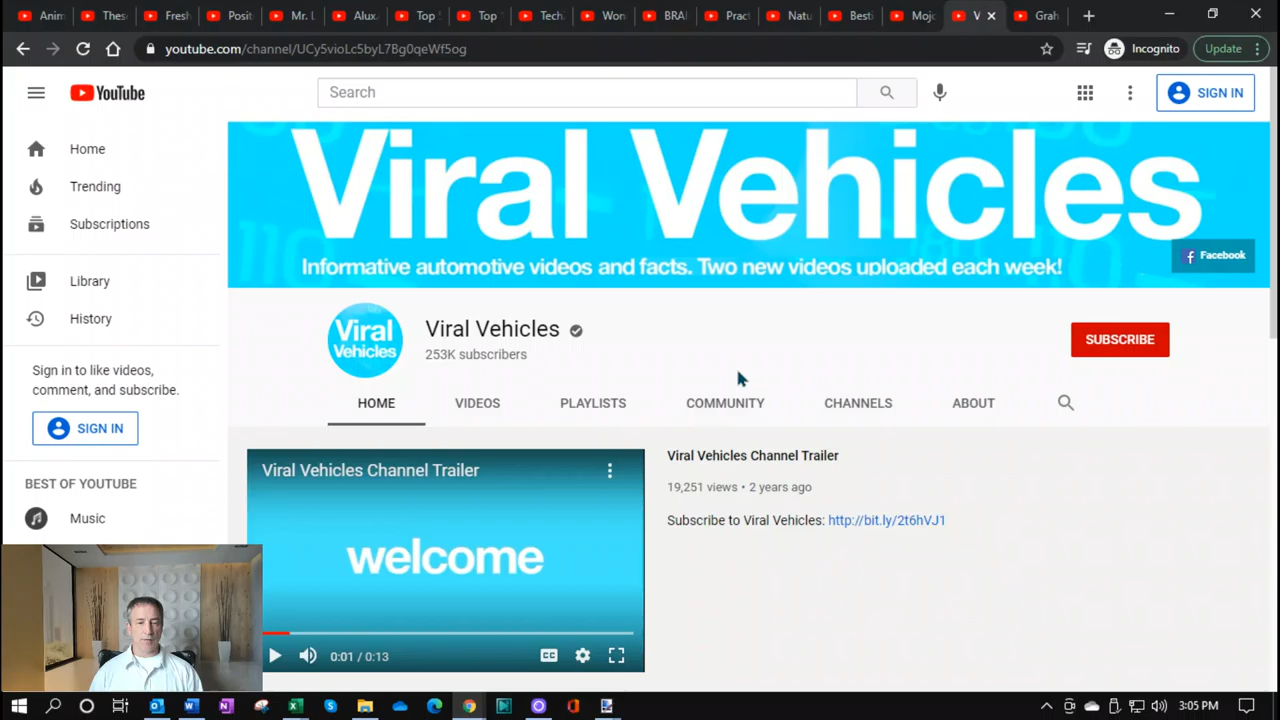 Anim
These
Fresh
Posit
Mr. L
Alux.
Top 5
Top
Tech
Won
BRA
Pract
Natu
Besti
Mojo
V
Grah
youtube.com/channel/UCy5vioLc5byL7Bg0qeWf5og
Incognito
Update
YouTube
Search
SIGN IN
Home
Trending
Subscriptions
Library
History
Sign in to like videos,
comment, and subscribe.
SIGN IN
BEST OF YOUTUBE
Music
Viral Vehicles
Informative automotive videos and facts. Two new videos uploaded each week!
Facebook
Viral
Vehicles
Viral Vehicles
253K subscribers
SUBSCRIBE
HOME VIDEOS PLAYLISTS COMMUNITY CHANNELS ABOUT
Viral Vehicles Channel Trailer
welcome
0:01 / 0:13
CC
Viral Vehicles Channel Trailer
19,251 views • 2 years ago
Subscribe to Viral Vehicles: http://bit.ly/2t6hVJ1
3:05 PM